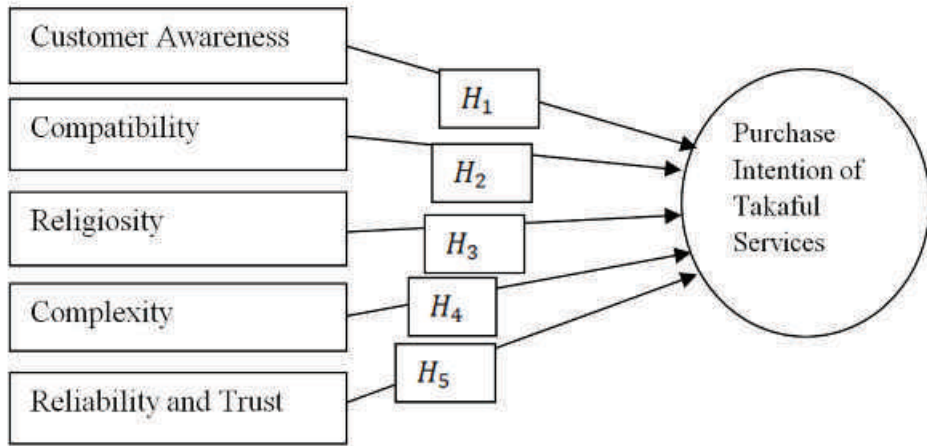 Customer Awareness
H₁
Compatibility
H₂
Religiosity
H₃
Complexity
H₄
Reliability and Trust
H₅
Purchase
Intention of
Takaful
Services